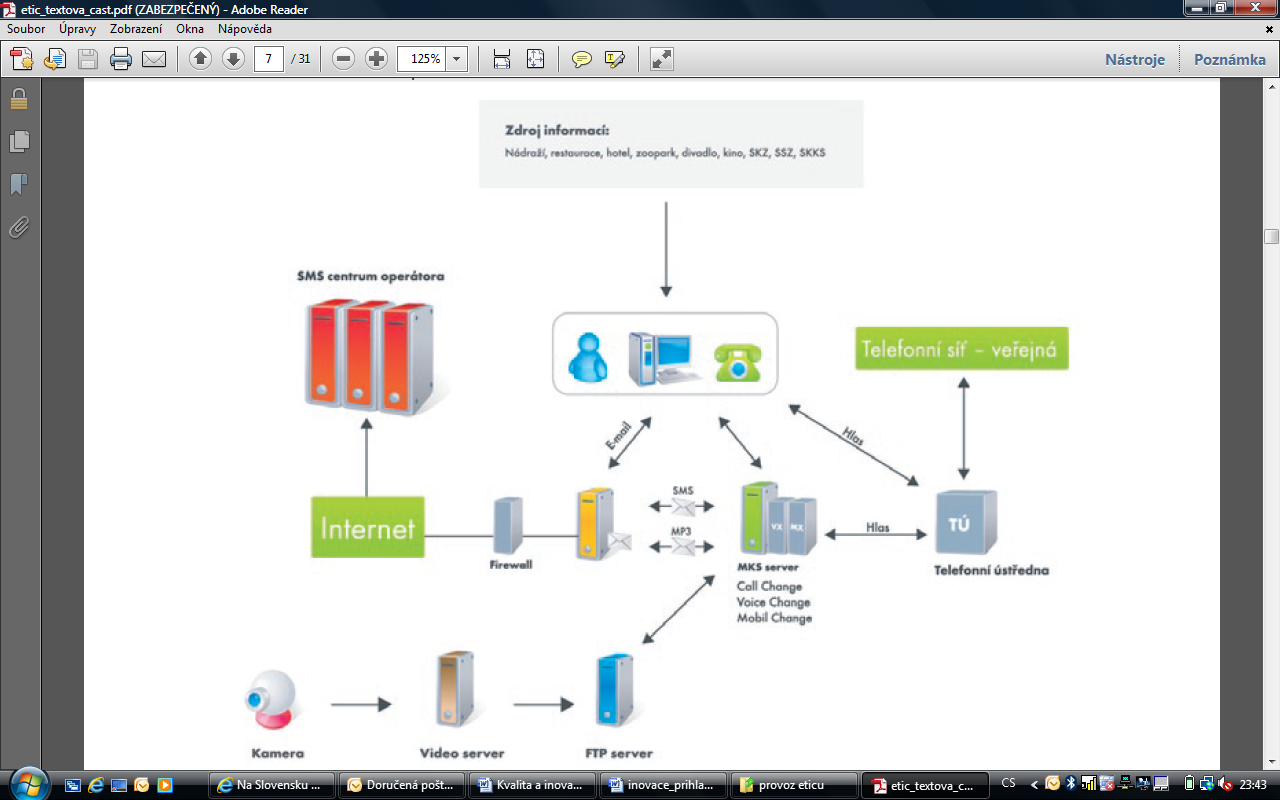 etic_textova_cast.pdf (ZABEZPEČENÝ) - Adobe Reader
Soubor Úpravy Zobrazení Okna Nápověda
7 / 31 125% Nástroje Poznámka
Zdroj informací:
Nádraží, restaurace, hotel, zoopark, divadlo, kino, SKZ, SSZ, SKKS
SMS centrum operátora
Telefonní síť – veřejná
E-mail
Hlas
Internet
Firewall
SMS
MP3
VX MX
Hlas
TÚ
MKS server
Call Change
Voice Change
Mobil Change
Telefonní ústředna
Kamera
Video server
FTP server
Na Slovensku ... Doručená pošt... Kvalita a inova... inovace_prihla... provoz eticu etic_textova_c... CS 23:43